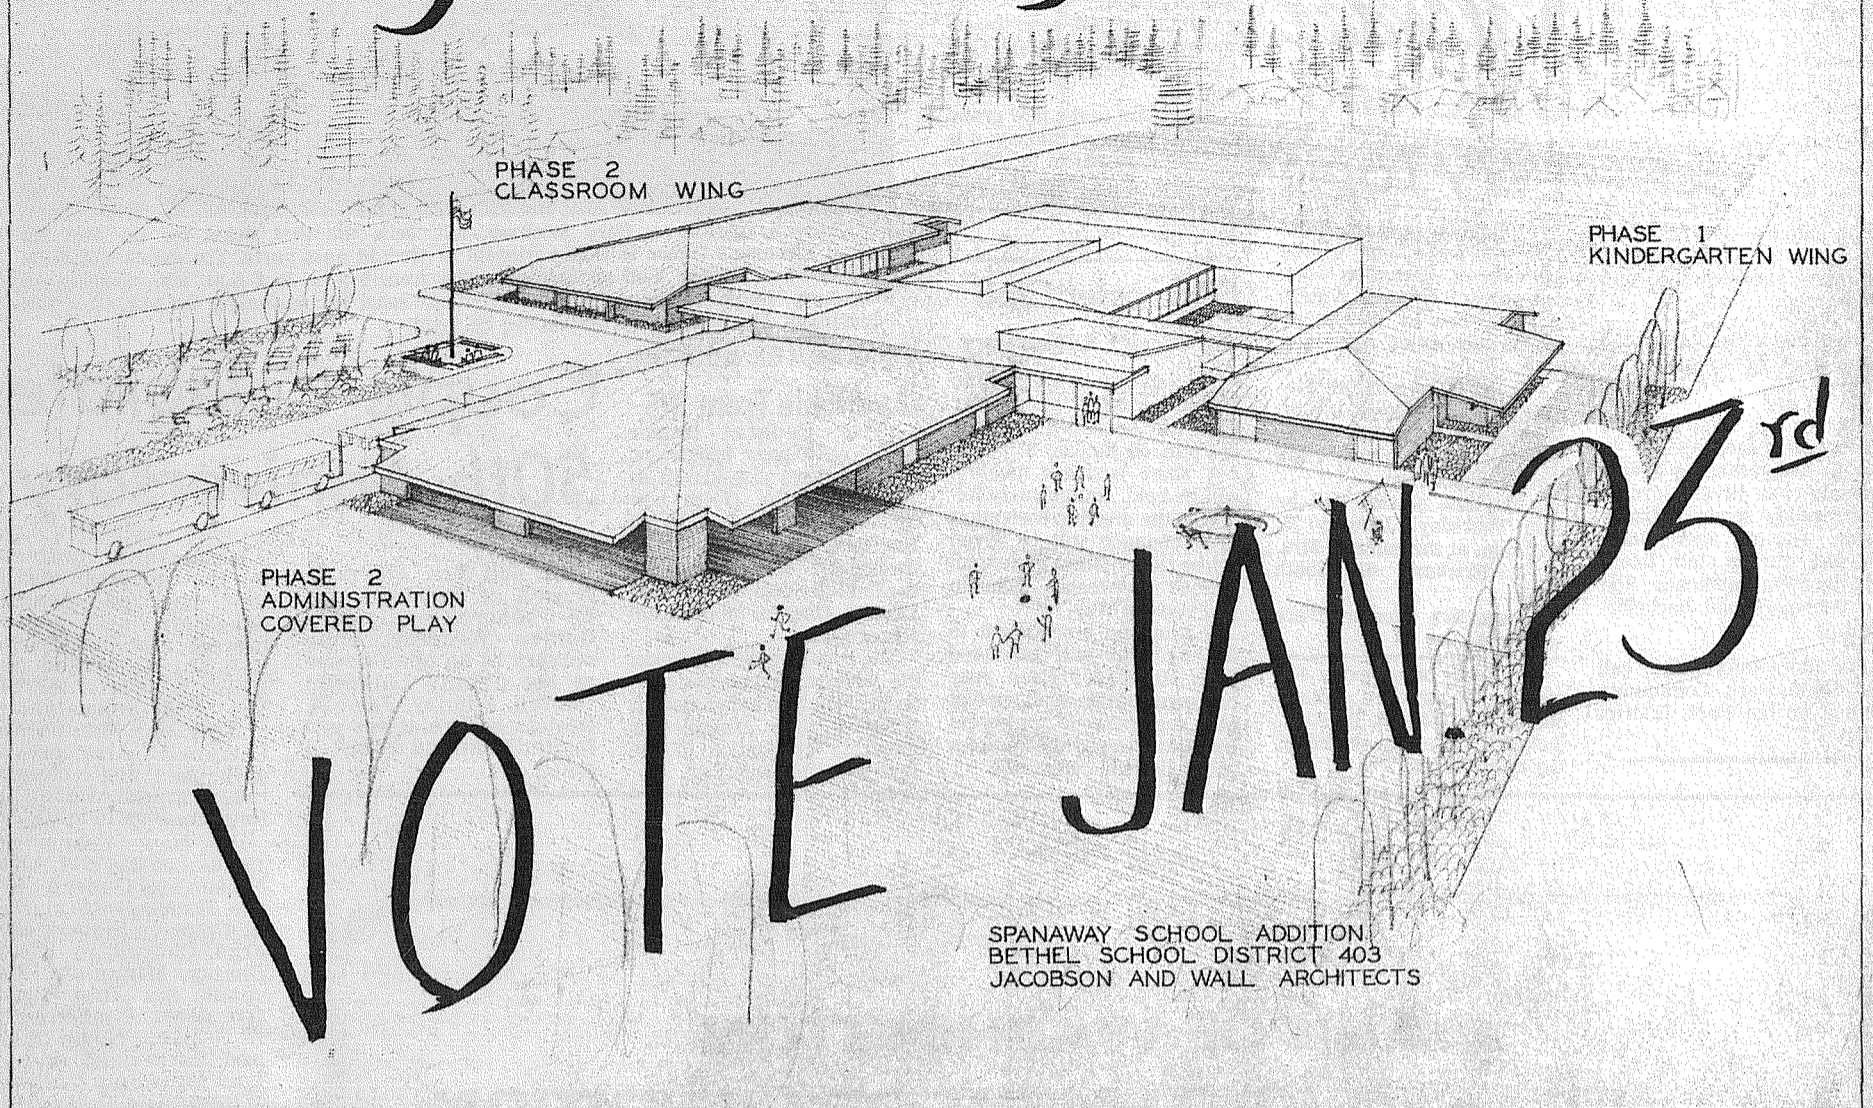 PHASE 2
CLASSROOM WING
PHASE 1
KINDERGARTEN WING
PHASE 2
ADMINISTRATION
COVERED PLAY
VOTE JAN. 23rd
SPANAWAY SCHOOL ADDITION
BETHEL SCHOOL DISTRICT 403
JACOBSON AND WALL ARCHITECTS